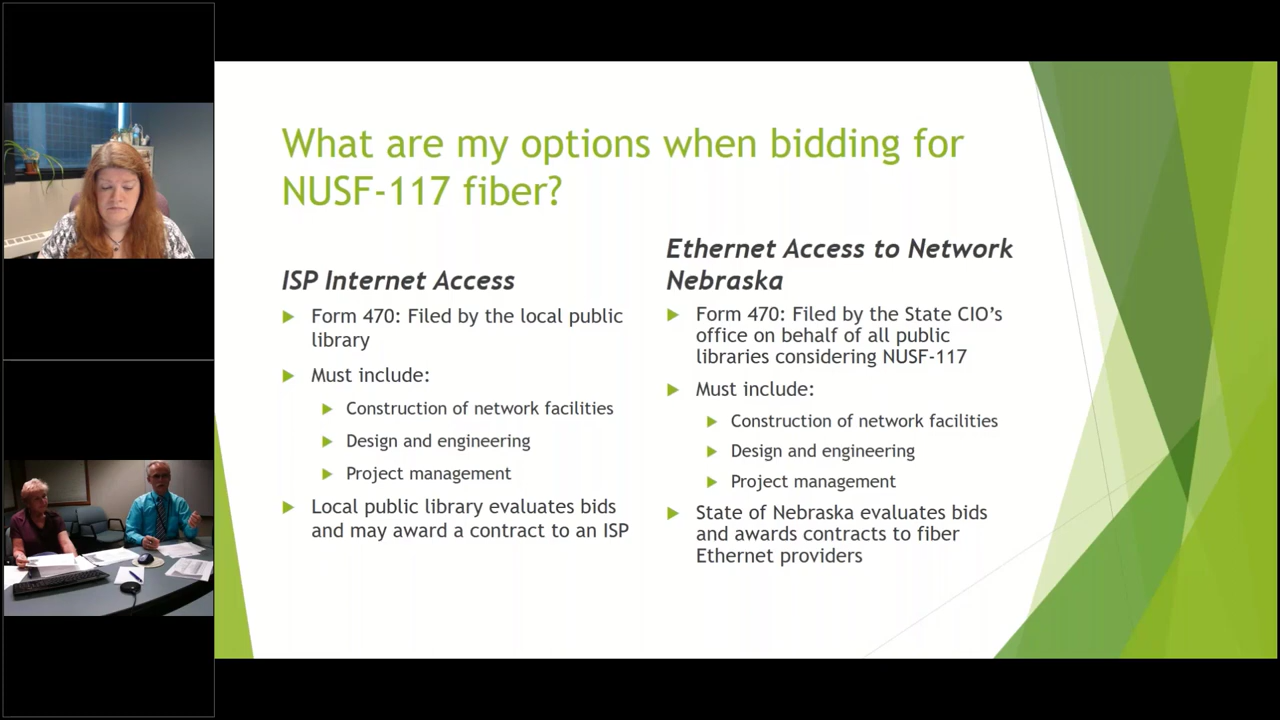 What are my options when bidding for
NUSF-117 fiber?
ISP Internet Access
Form 470: Filed by the local public
library
Must include:
Construction of network facilities
Design and engineering
Project management
Local public library evaluates bids
and may award a contract to an ISP
Ethernet Access to Network
Nebraska
Form 470: Filed by the State CIO's
office on behalf of all public
libraries considering NUSF-117
Must include:
Construction of network facilities
Design and engineering
Project management
State of Nebraska evaluates bids
and awards contracts to fiber
Ethernet providers